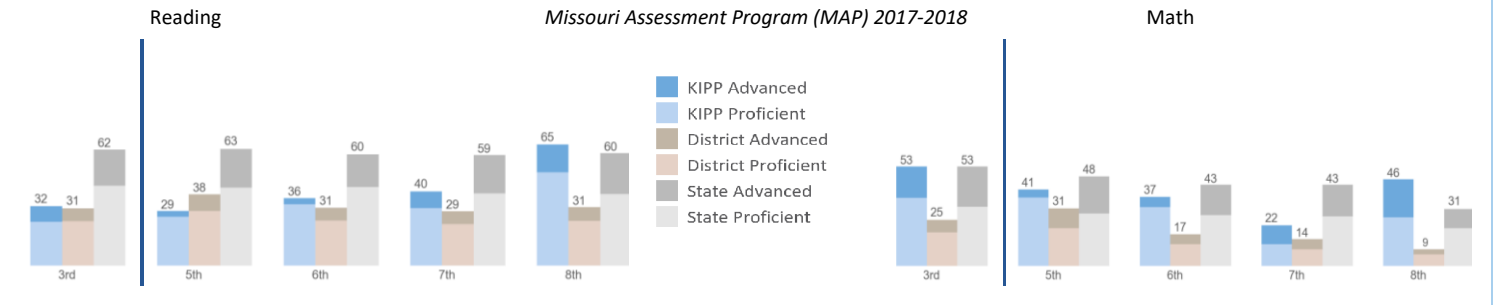 Reading Missouri Assessment Program (MAP) 2017-2018 Math
KIPP Advanced
KIPP Proficient
District Advanced
District Proficient
State Advanced
State Proficient
32 31 62
3rd
29 38 63
5th
36 31 60
6th
40 29 59
7th
65 31 60
8th
53 25 53
3rd
41 31 48
5th
37 17 43
6th
22 14 43
7th
46 9 31
8th